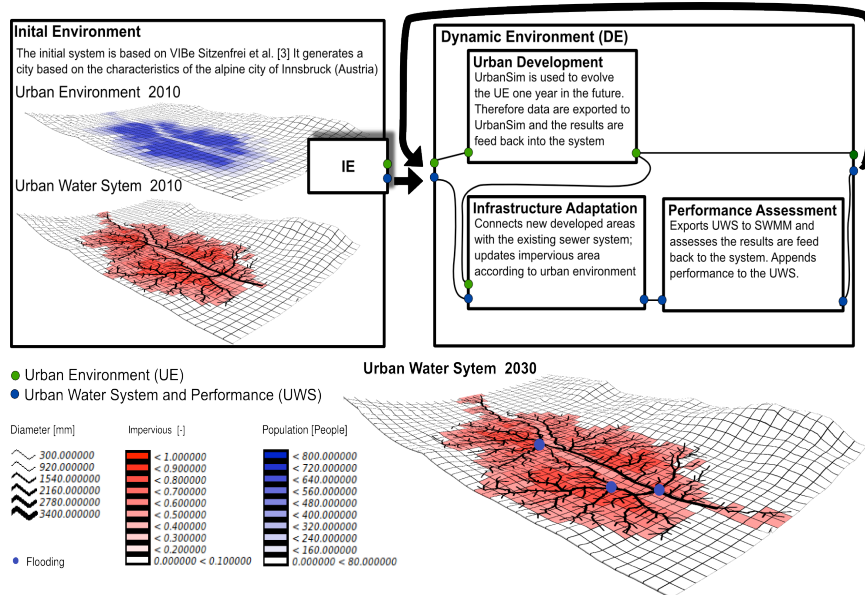 Inital Environment
The initial system is based on VIBe Sitzenfrei et al. [3] It generates a
city based on the characteristics of the alpine city of Innsbruck (Austria)
Urban Environment 2010
Urban Water Sytem 2010
IE
Dynamic Environment (DE)
Urban Development
UrbanSim is used to evolve
the UE one year in the future.
Therefore data are exported to
UrbanSim and the results are
feed back into the system
Infrastructure Adaptation
Connects new developed areas
with the existing sewer system;
updates impervious area
according to urban environment
Performance Assessment
Exports UWS to SWMM and
assesses the results are feed
back to the system. Appends
performance to the UWS.
Urban Environment (UE)
Urban Water System and Performance (UWS)
Urban Water Sytem 2030
Diameter [mm]
300.000000
920.000000
1540.000000
2160.000000
2780.000000
3400.000000
Flooding
Impervious [-]
< 1.000000
< 0.900000
< 0.800000
< 0.700000
< 0.600000
< 0.500000
< 0.400000
< 0.300000
< 0.200000
0.000000 < 0.100000
Population [People]
< 800.000000
< 720.000000
< 640.000000
< 560.000000
< 480.000000
< 400.000000
< 320.000000
< 240.000000
< 160.000000
0.000000 < 80.000000